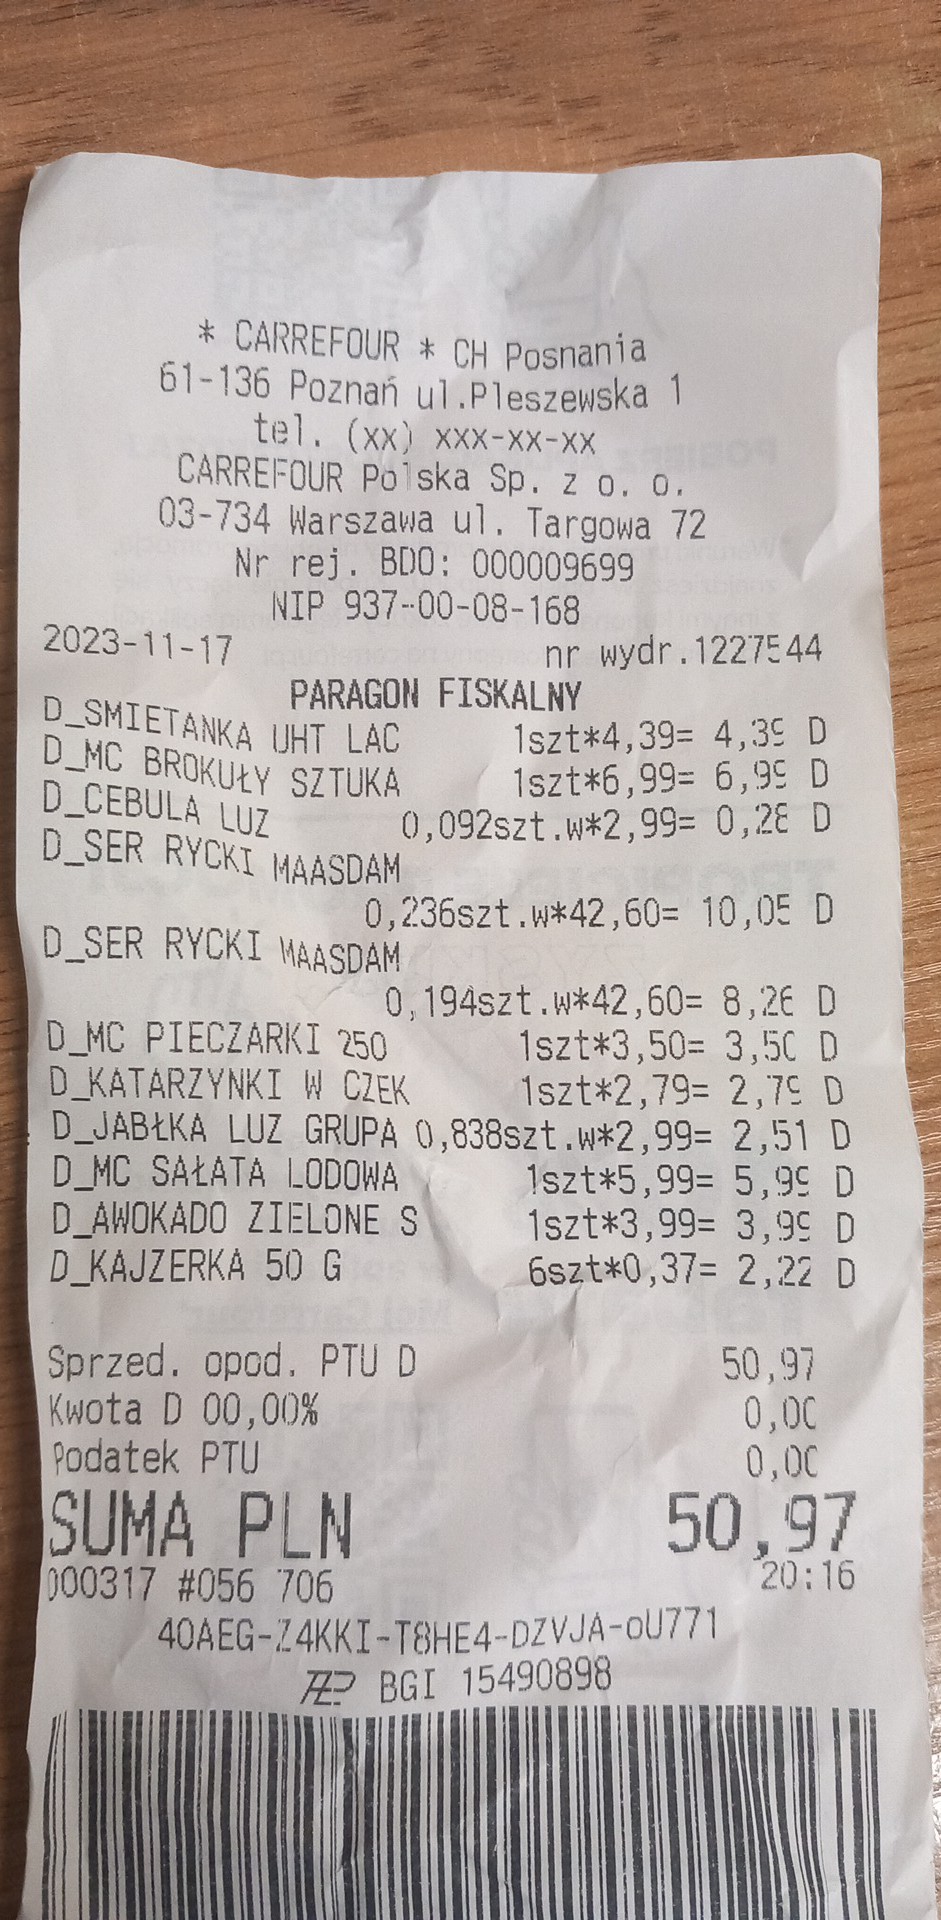 * CARREFOUR * CH Posnania
61-136 Poznań ul.Pleszewska 1
tel. (xx) xxx-xx-xx
CARREFOUR Polska Sp. z o. o.
03-734 Warszawa ul. Targowa 72
Nr rej. BDO: 000009699
NIP 937-00-08-168
2023-11-17 nr wydr.1227544
PARAGON FISKALNY
D_SMIETANKA UHT LAC 1szt*4,39= 4,39 D
D_MC BROKUŁY SZTUKA 1szt*6,99= 6,99 D
D_CEBULA LUZ 0,092szt.w*2,99= 0,28 D
D_SER RYCKI MAASDAM
0,236szt.w*42,60= 10,05 D
D_SER RYCKI MAASDAM
0,194szt.w*42,60= 8,26 D
D_MC PIECZARKI 250 1szt*3,50= 3,50 D
D_KATARZYNKI W CZEK 1szt*2,79= 2,79 D
D_JABŁKA LUZ GRUPA 0,838szt.w*2,99= 2,51 D
D_MC SAŁATA LODOWA 1szt*5,99= 5,99 D
D_AWOKADO ZIELONE S 1szt*3,99= 3,99 D
D_KAJZERKA 50 G 6szt*0,37= 2,22 D
Sprzed. opod. PTU D 50,97
Kwota D 00,00% 0,00
Podatek PTU 0,00
SUMA PLN 50,97
000317 #056 706 20:16
40AEG-Z4KKI-T8HE4-DZVJA-oU771
BGI 15490898